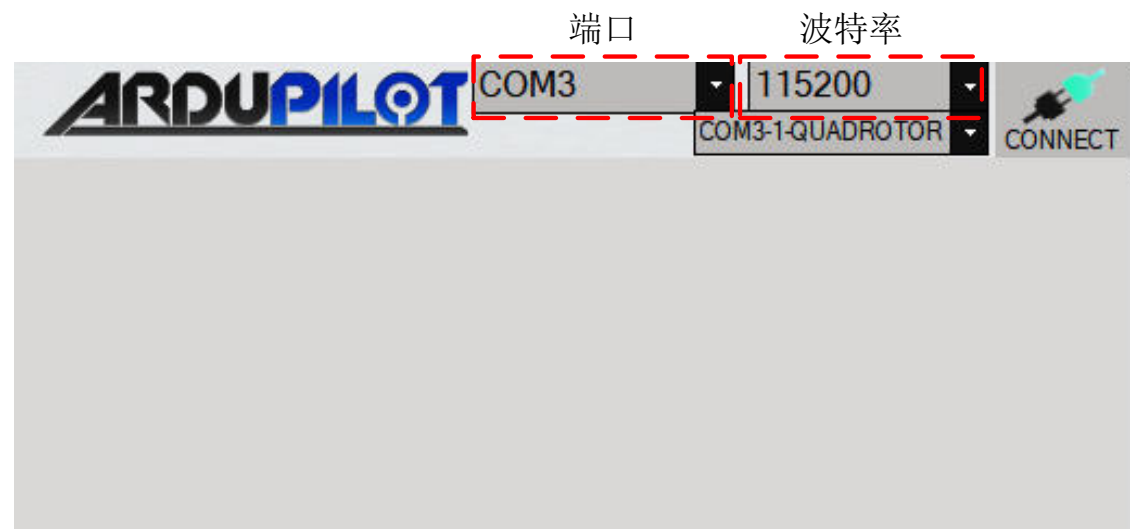 端口 波特率
ARDUPILOT COM3 115200
COM3-1-QUADROTOR CONNECT